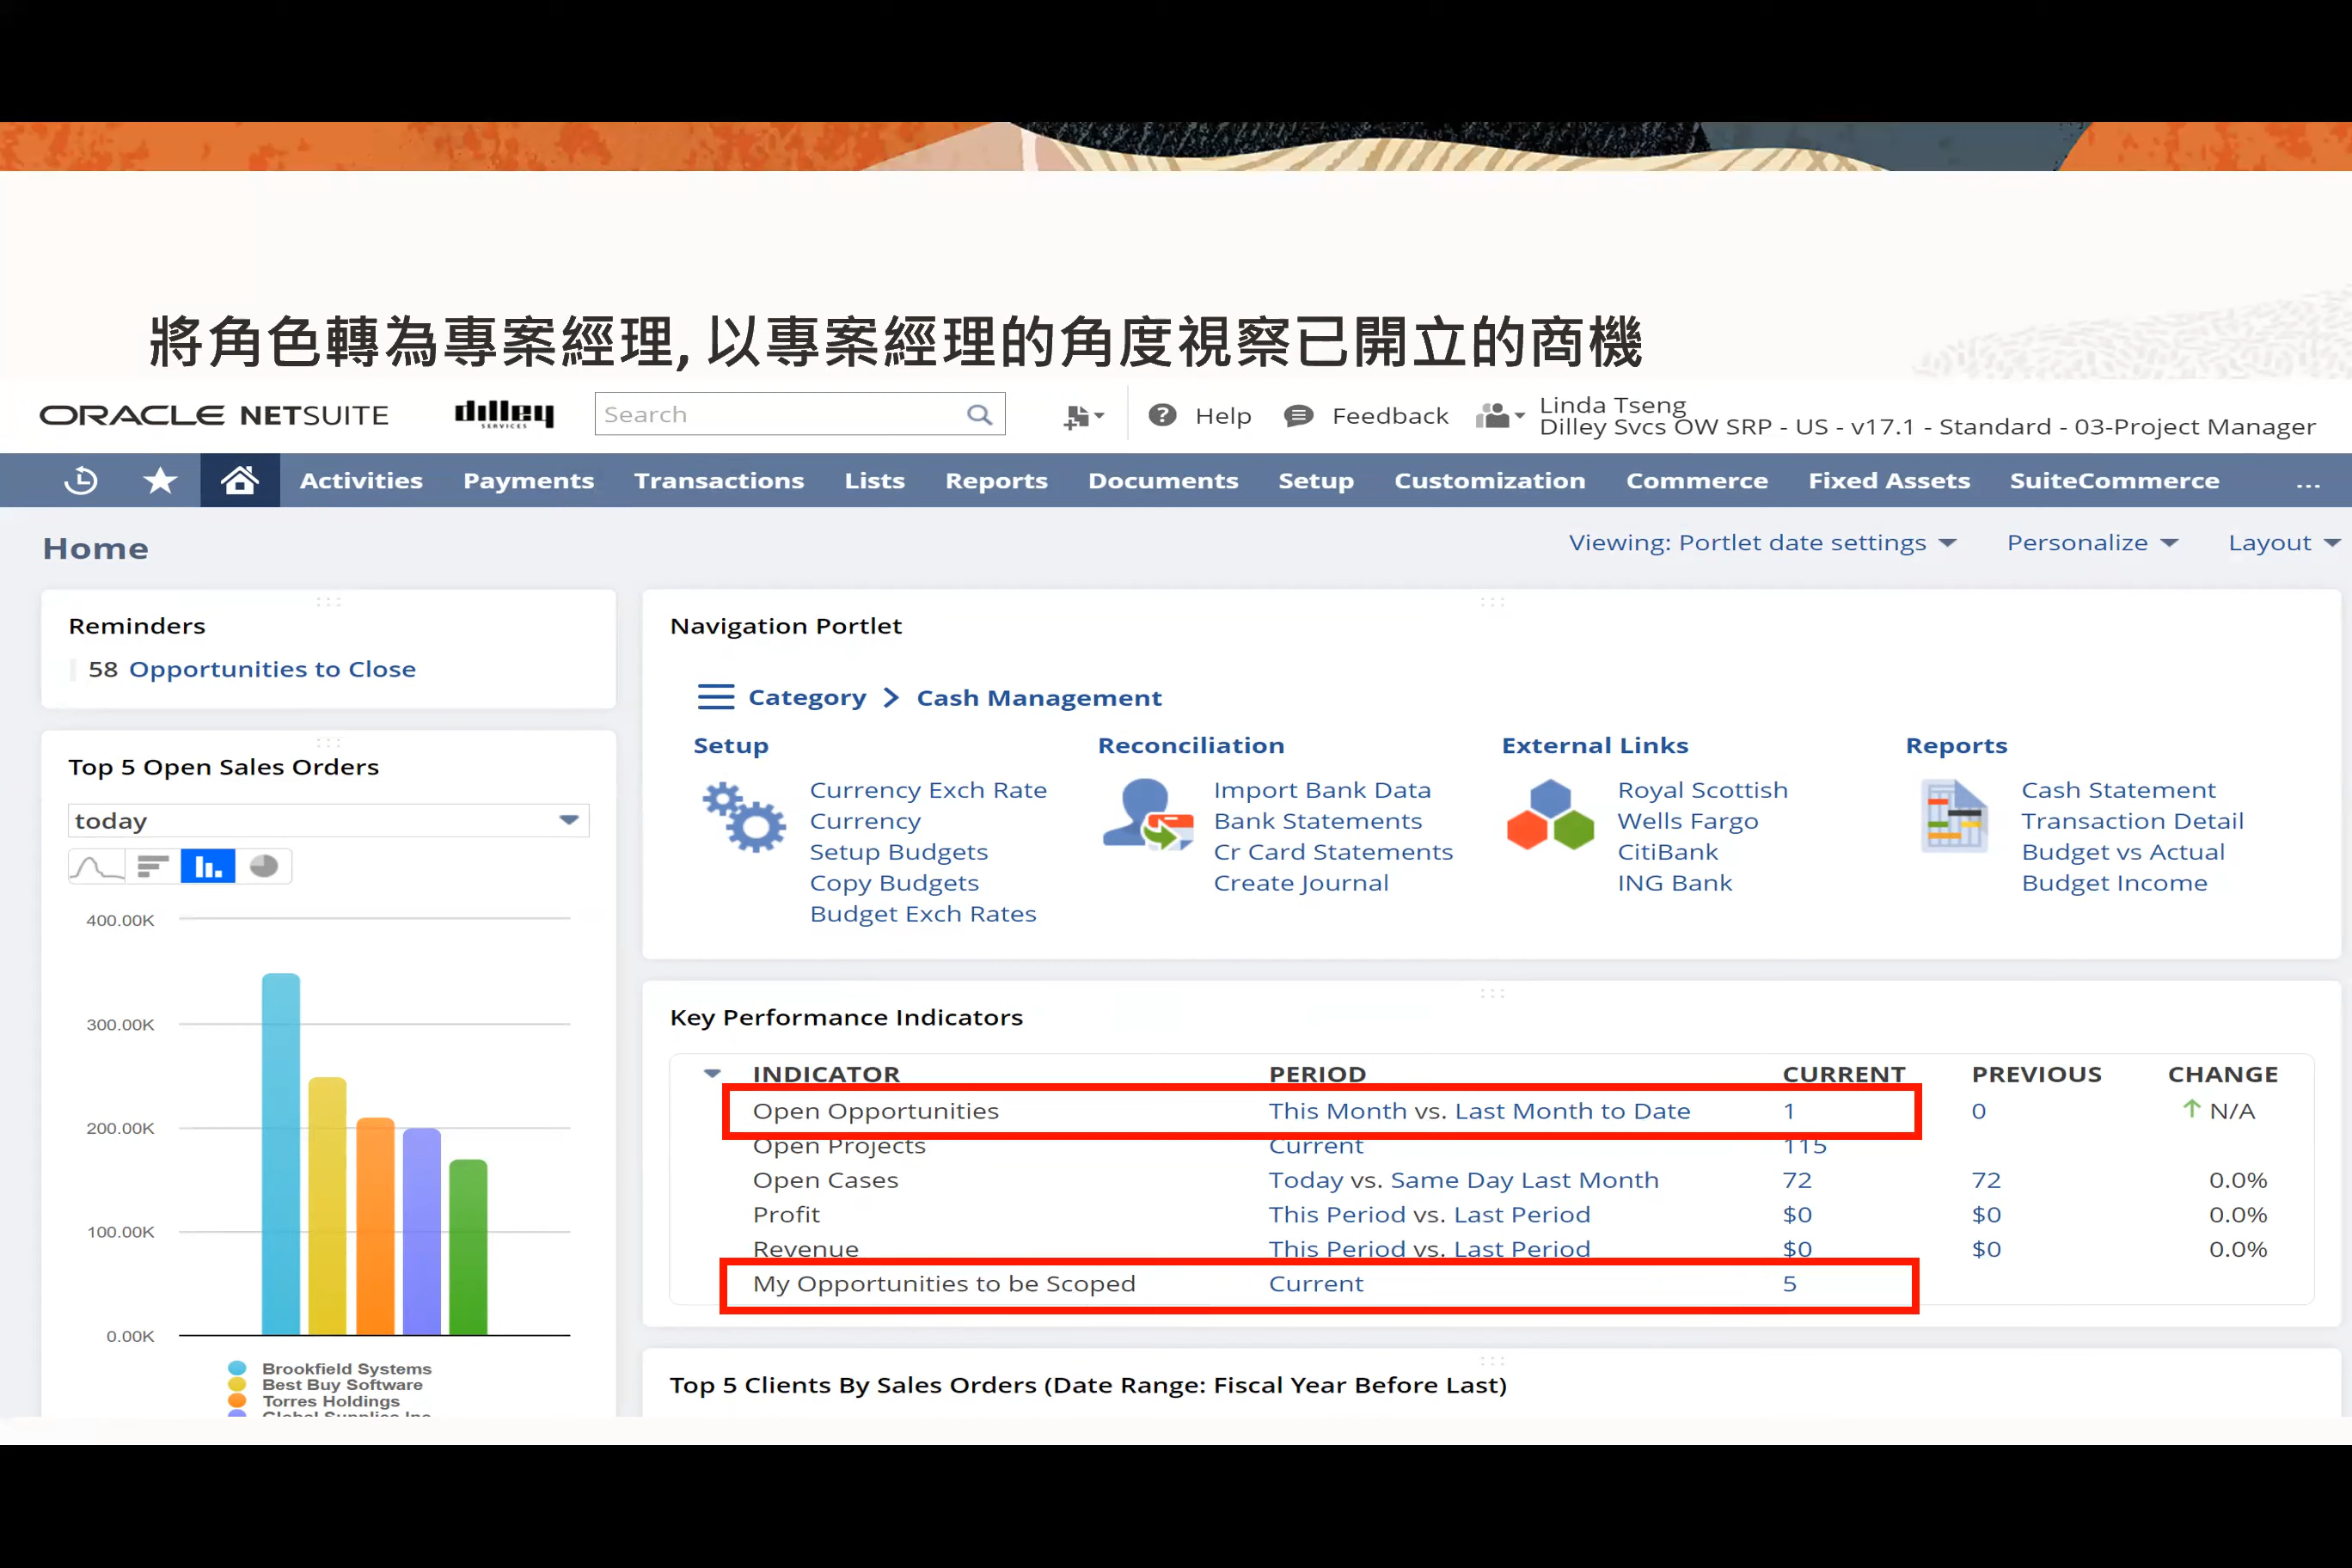 將角色轉為專案經理, 以專案經理的角度視察已開立的商機
ORACLE NETSUITE
dilley
SERVICES
Search
Help
Feedback
Linda Tseng
Dilley Svcs OW SRP - US - v17.1 - Standard - 03-Project Manager
Activities Payments Transactions Lists Reports Documents Setup Customization Commerce Fixed Assets SuiteCommerce ...
Home
Viewing: Portlet date settings Personalize Layout
Reminders
58 Opportunities to Close
Top 5 Open Sales Orders
today
400.00K
300.00K
200.00K
100.00K
0.00K
Brookfield Systems
Best Buy Software
Torres Holdings
Global Supplies Inc
Navigation Portlet
Category > Cash Management
Setup
Currency Exch Rate
Currency
Setup Budgets
Copy Budgets
Budget Exch Rates
Reconciliation
Import Bank Data
Bank Statements
Cr Card Statements
Create Journal
External Links
Royal Scottish
Wells Fargo
CitiBank
ING Bank
Reports
Cash Statement
Transaction Detail
Budget vs Actual
Budget Income
Key Performance Indicators
INDICATOR PERIOD CURRENT PREVIOUS CHANGE
Open Opportunities This Month vs. Last Month to Date 1 0 N/A
Open Projects Current 115
Open Cases Today vs. Same Day Last Month 72 72 0.0%
Profit This Period vs. Last Period $0 $0 0.0%
Revenue This Period vs. Last Period $0 $0 0.0%
My Opportunities to be Scoped Current 5
Top 5 Clients By Sales Orders (Date Range: Fiscal Year Before Last)